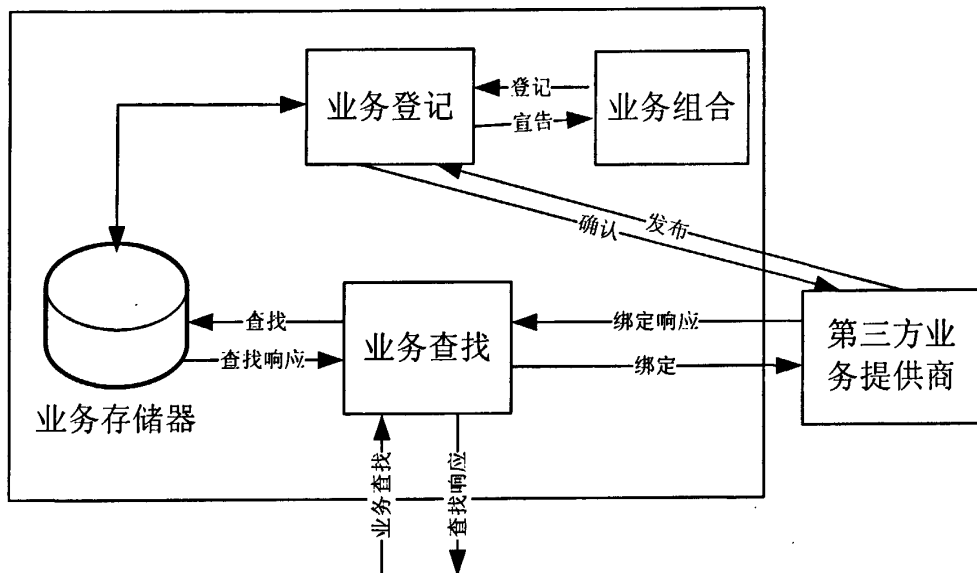 业务登记
登记
宣告
业务组合
确认
发布
查找
查找响应
业务查找
绑定响应
绑定
第三方业
务提供商
业务存储器
业务查找
查找响应